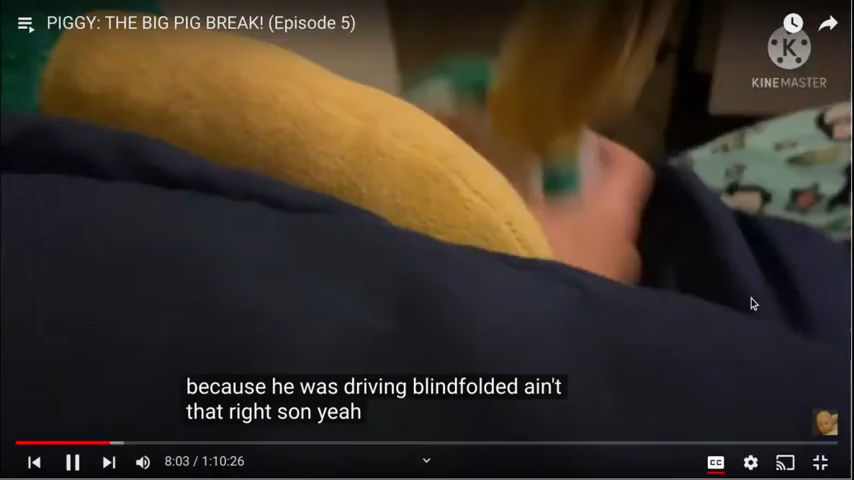 PIGGY: THE BIG PIG BREAK! (Episode 5)
K
KINEMASTER
because he was driving blindfolded ain't
that right son yeah
8:03 / 1:10:26
CC